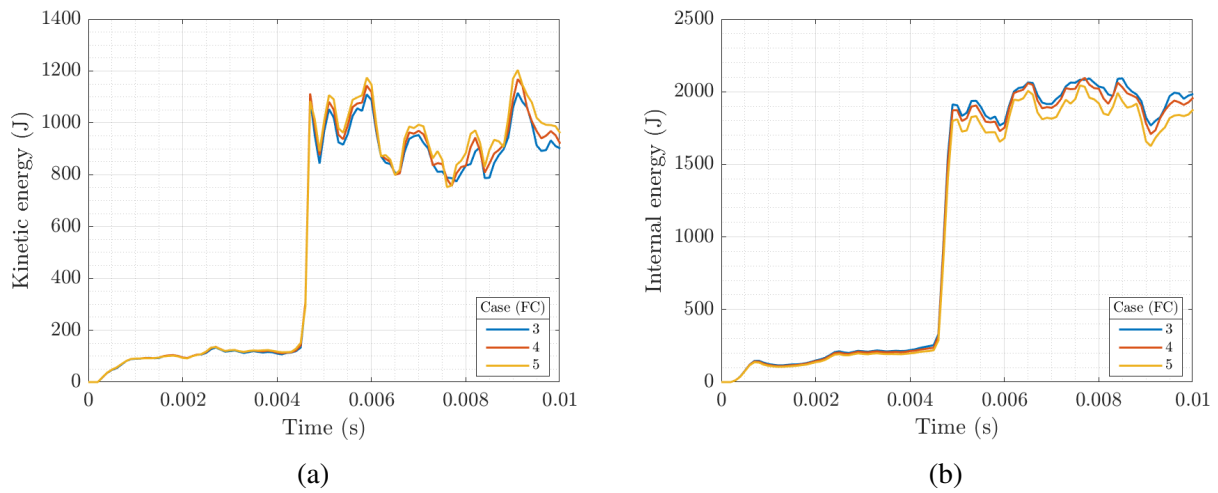 1400
1200
1000
800
600
400
200
0
Kinetic energy (J)
0 0.002 0.004 0.006 0.008 0.01
Time (s)
Case (FC)
3
4
5
(a)
2500
2000
1500
1000
500
0
Internal energy (J)
0 0.002 0.004 0.006 0.008 0.01
Time (s)
Case (FC)
3
4
5
(b)